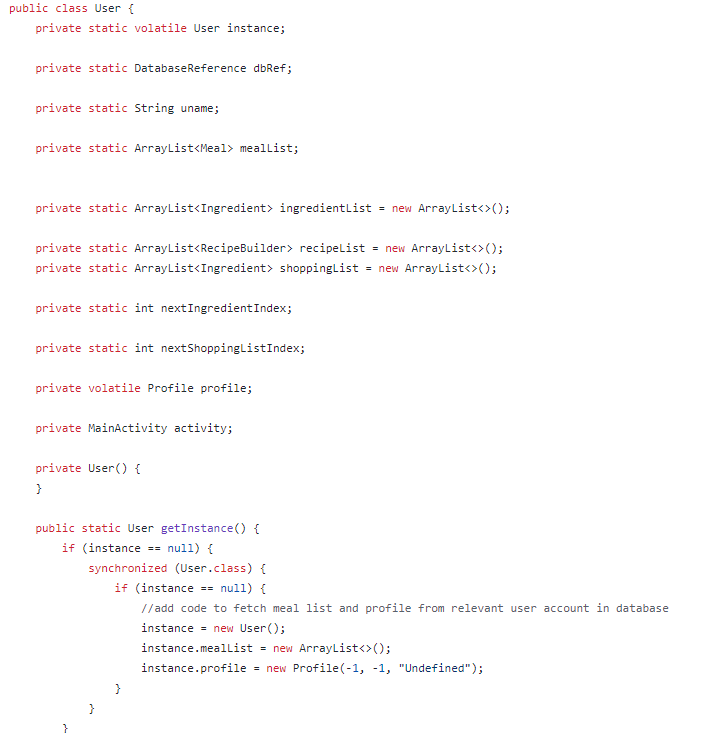 public class User {
    private static volatile User instance;

    private static DatabaseReference dbRef;

    private static String uname;

    private static ArrayList<Meal> mealList;


    private static ArrayList<Ingredient> ingredientList = new ArrayList<>();

    private static ArrayList<RecipeBuilder> recipeList = new ArrayList<>();
    private static ArrayList<Ingredient> shoppingList = new ArrayList<>();

    private static int nextIngredientIndex;

    private static int nextShoppingListIndex;

    private volatile Profile profile;

    private MainActivity activity;

    private User() {
    }

    public static User getInstance() {
        if (instance == null) {
            synchronized (User.class) {
                if (instance == null) {
                    //add code to fetch meal list and profile from relevant user account in database
                    instance = new User();
                    instance.mealList = new ArrayList<>();
                    instance.profile = new Profile(-1, -1, "Undefined");
                }
            }
        }